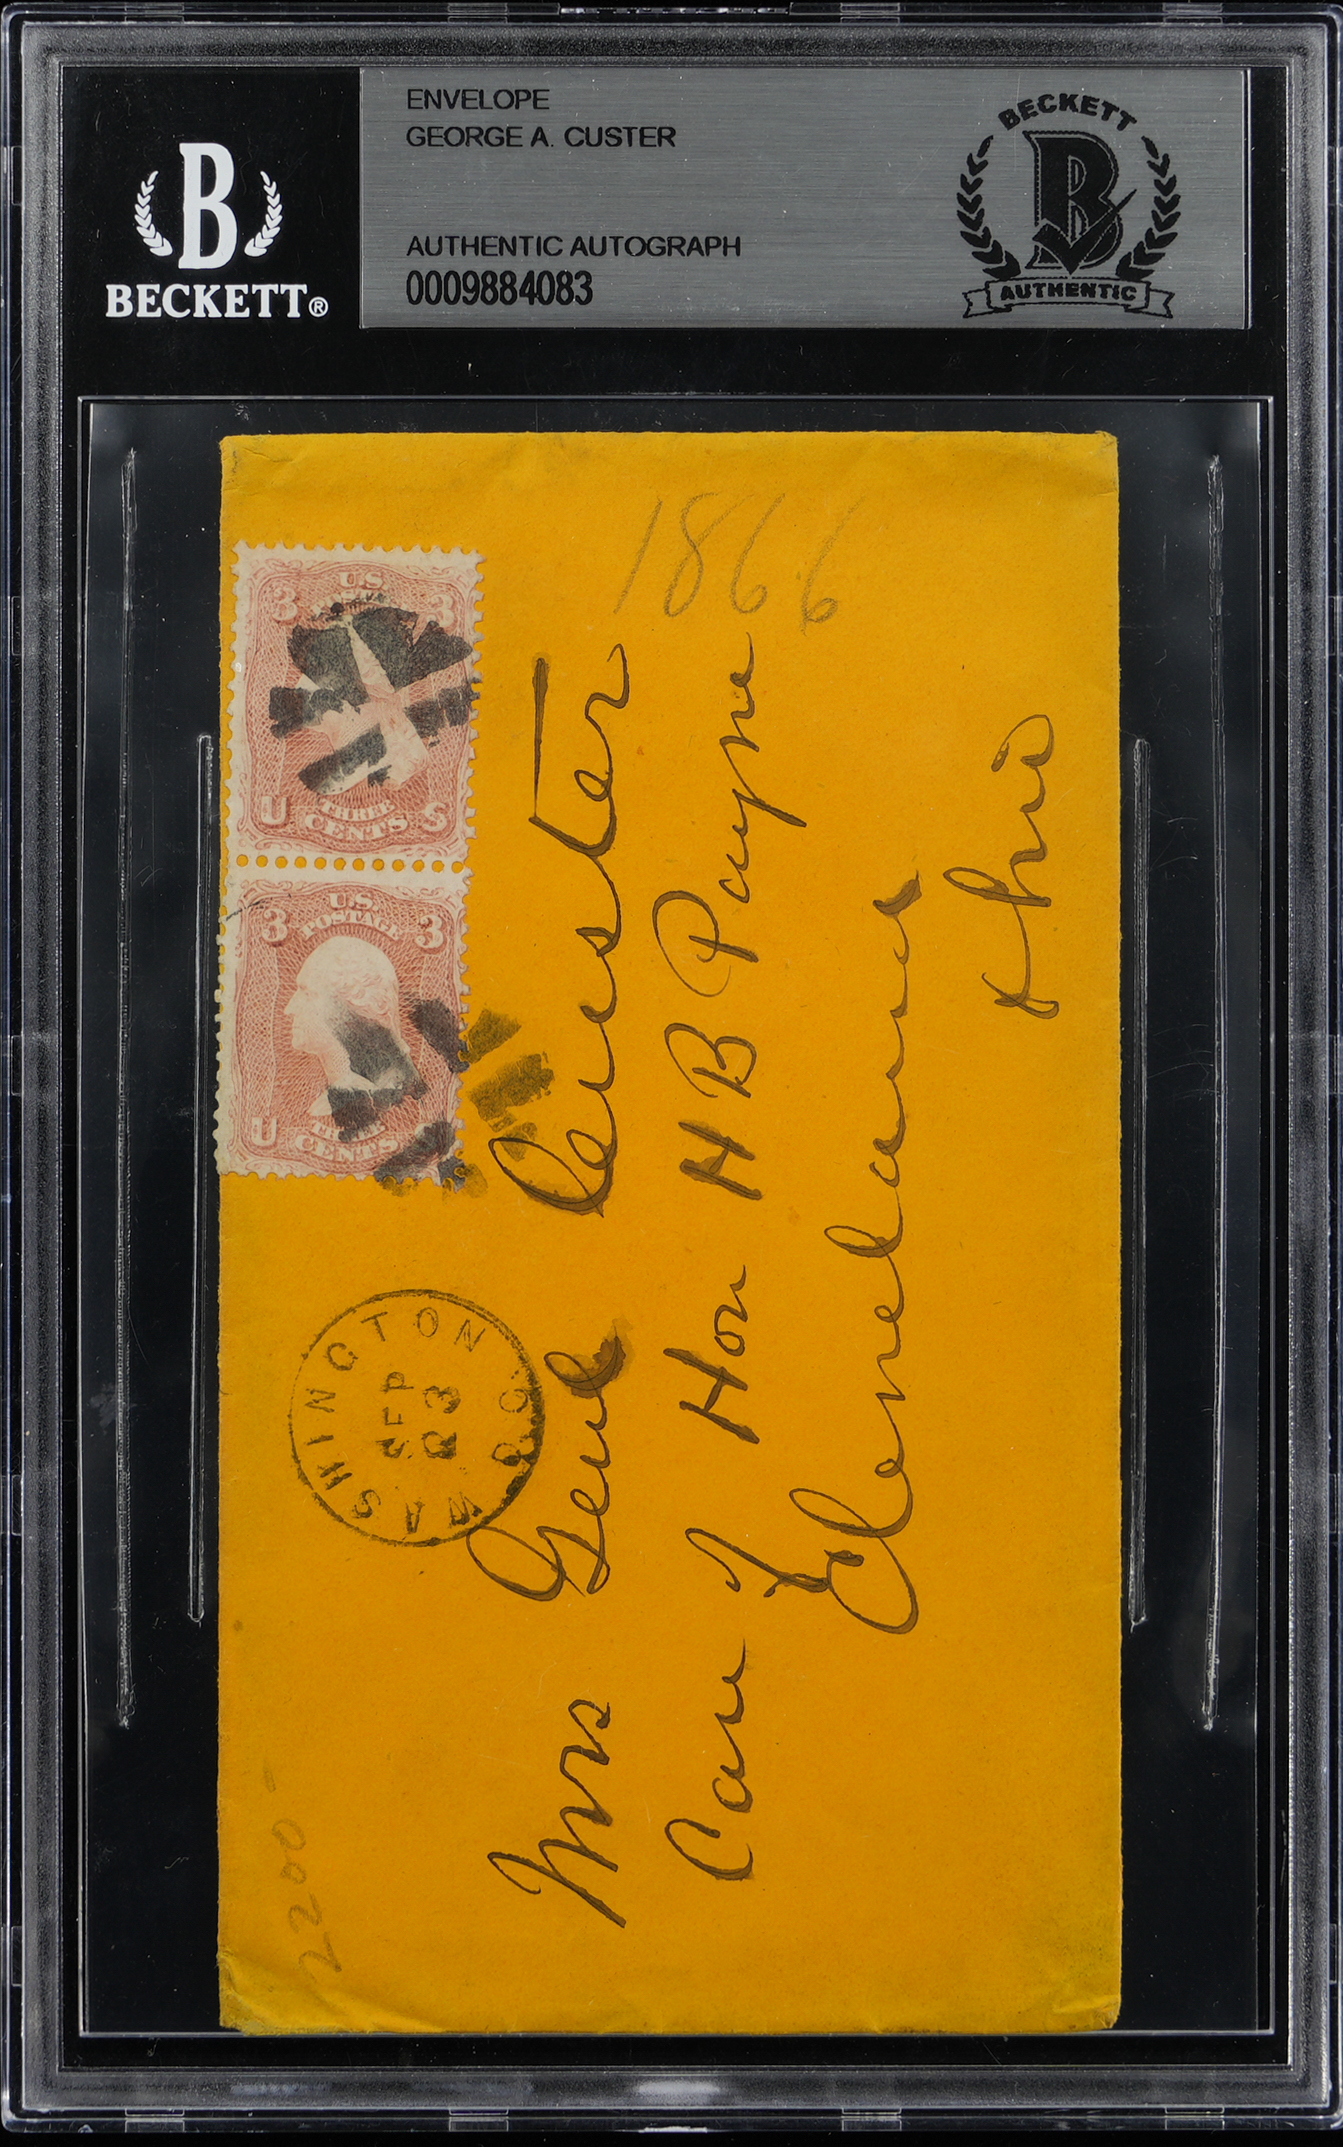 ENVELOPE
GEORGE A. CUSTER
AUTHENTIC AUTOGRAPH
0009884083
B
BECKETT®
BECKETT
B
AUTHENTIC
1866
3 U.S. 3
U THREE CENTS S
3 U.S. POSTAGE 3
U THREE CENTS
WASHINGTON
SEP
23
Mrs Genl Custer
Care of Hon H B Payne
Cleveland
Ohio
2200-